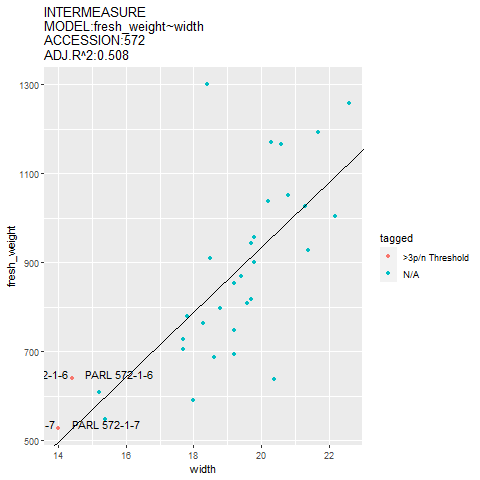 INTERMEASURE
MODEL:fresh_weight~width
ACCESSION:572
ADJ.R^2:0.508
1300
1100
900
700
500
fresh_weight
2-1-6 PARL 572-1-6
-7 PARL 572-1-7
14 16 18 20 22
width
tagged
>3p/n Threshold
N/A